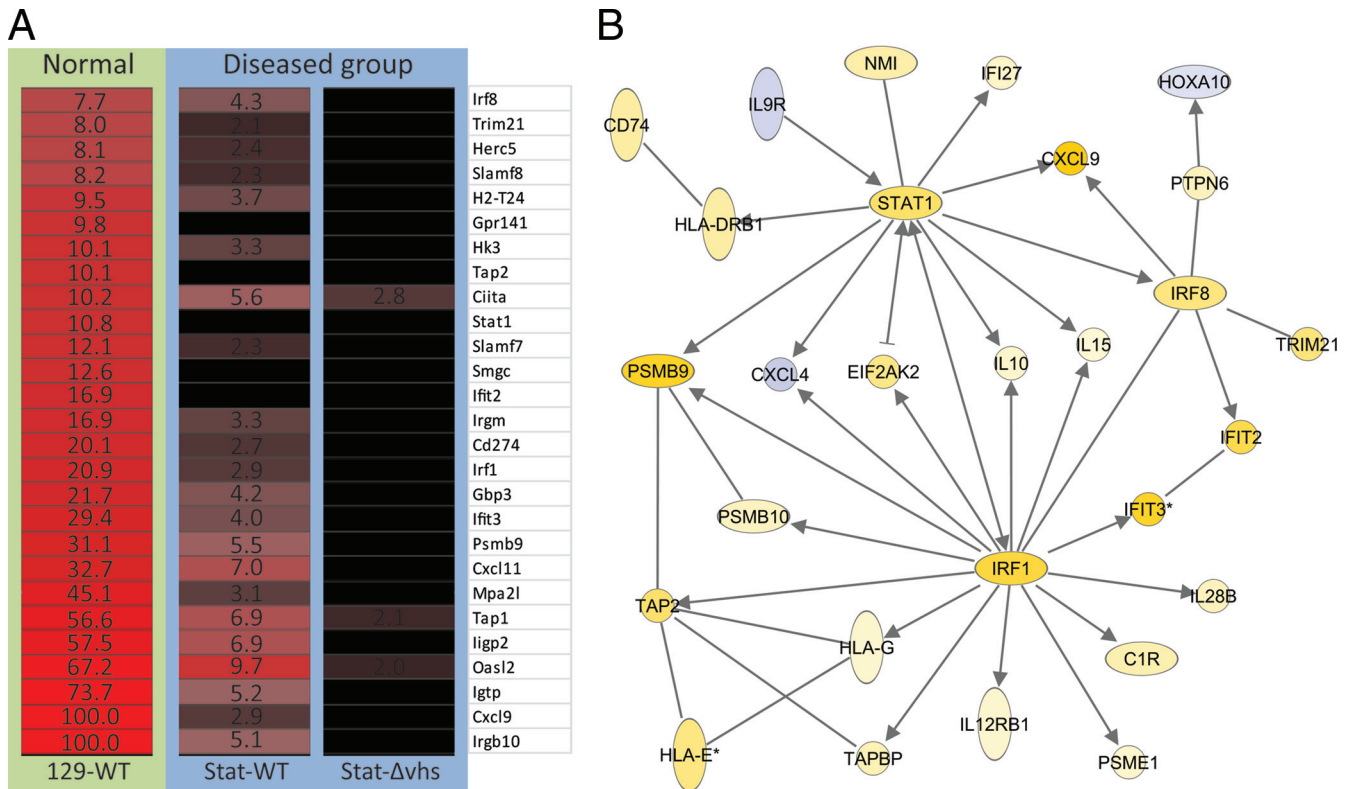 A
B
Normal
Diseased group
7.7 4.3 Irf8
8.0 2.1 Trim21
8.1 2.4 Herc5
8.2 2.3 Slamf8
9.5 3.7 H2-T24
9.8 Gpr141
10.1 3.3 Hk3
10.1 Tap2
10.2 5.6 2.8 Ciita
10.8 Stat1
12.1 2.3 Slamf7
12.6 Smgc
16.9 Ifit2
16.9 3.3 Irgm
20.1 2.7 Cd274
20.9 2.9 Irf1
21.7 4.2 Gbp3
29.4 4.0 Ifit3
31.1 5.5 Psmb9
32.7 7.0 Cxcl11
45.1 3.1 Mpa2l
56.6 6.9 2.1 Tap1
57.5 6.9 Iigp2
67.2 9.7 2.0 Oasl2
73.7 5.2 Igtp
100.0 2.9 Cxcl9
100.0 5.1 Irgb10
129-WT Stat-WT Stat-Δvhs
NMI
IFI27
HOXA10
IL9R
CD74
CXCL9
PTPN6
STAT1
HLA-DRB1
IRF8
TRIM21
IL15
IL10
PSMB9
CXCL4
EIF2AK2
IFIT2
IFIT3*
PSMB10
IRF1
IL28B
TAP2
HLA-G
C1R
IL12RB1
HLA-E*
TAPBP
PSME1